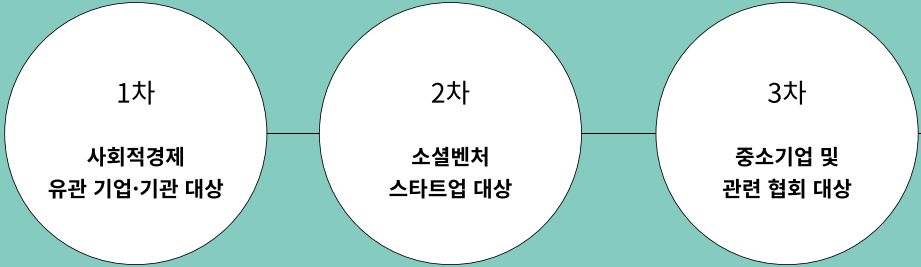 1차
사회적경제
유관 기업·기관 대상
2차
소셜벤처
스타트업 대상
3차
중소기업 및
관련 협회 대상